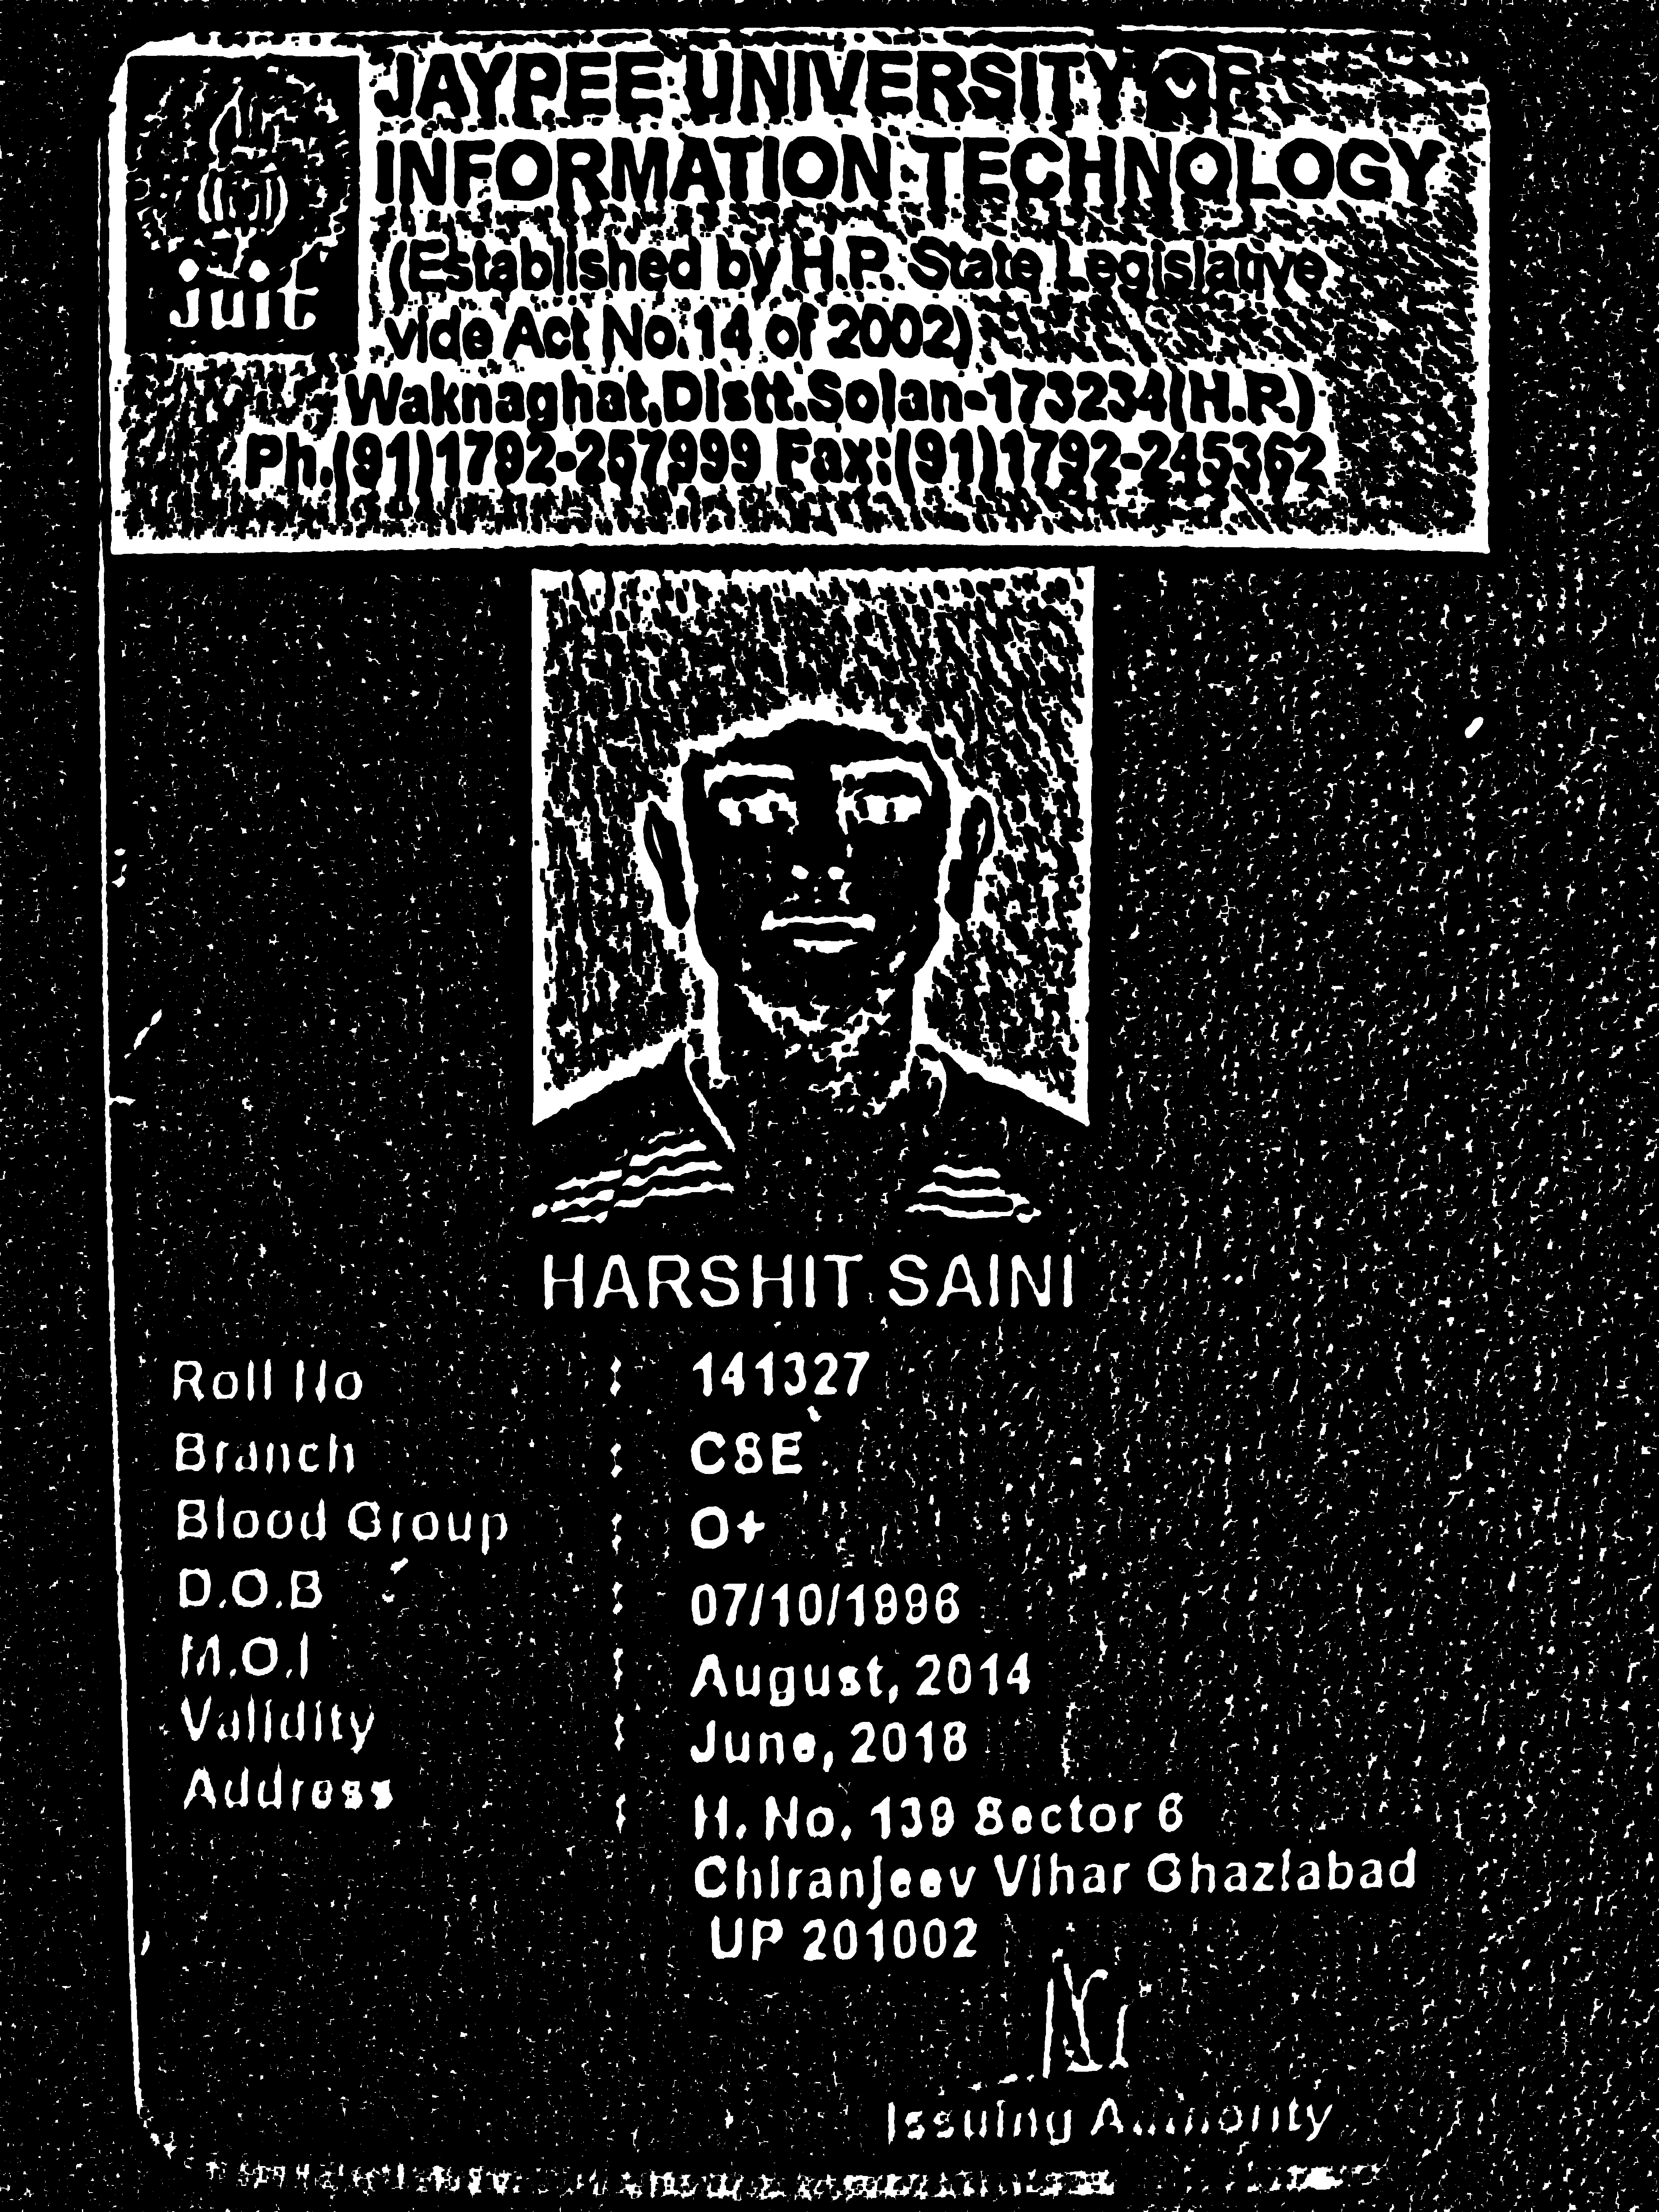 JAYPEE UNIVERSITY OF
INFORMATION TECHNOLOGY
(Established by H.P. State Legislative
vide Act No.14 of 2002)
Waknaghat,Distt.Solan-173234(H.P.)
Ph.(91)1792-257999 Fax:(91)1792-245362
juit
HARSHIT SAINI
Roll No : 141327
Branch : CSE
Blood Group : O+
D.O.B : 07/10/1996
M.O.I : August, 2014
Validity : June, 2018
Address : H. No. 139 Sector 6
Chiranjeev Vihar Ghaziabad
UP 201002
Issuing Authority